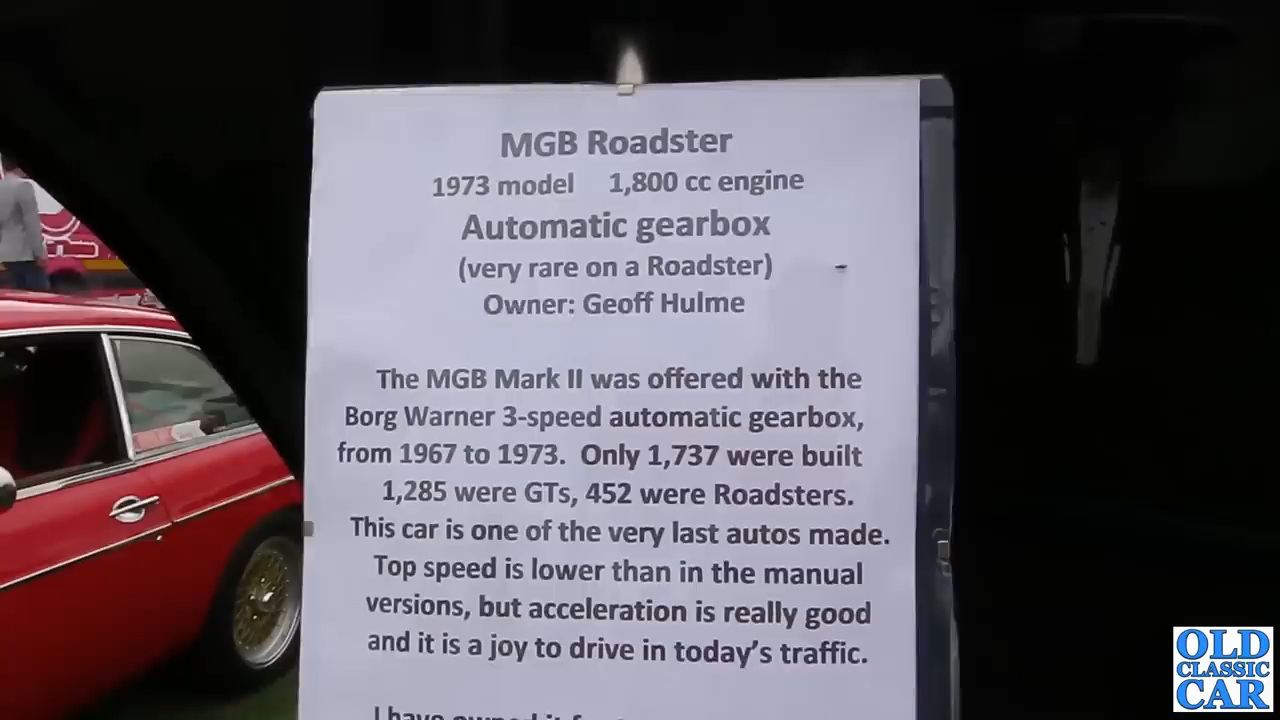 MGB Roadster
1973 model 1,800 cc engine
Automatic gearbox
(very rare on a Roadster)
Owner: Geoff Hulme
The MGB Mark II was offered with the
Borg Warner 3-speed automatic gearbox,
from 1967 to 1973. Only 1,737 were built
1,285 were GTs, 452 were Roadsters.
This car is one of the very last autos made.
Top speed is lower than in the manual
versions, but acceleration is really good
and it is a joy to drive in today's traffic.
I have owned it
OLD
CLASSIC
CAR